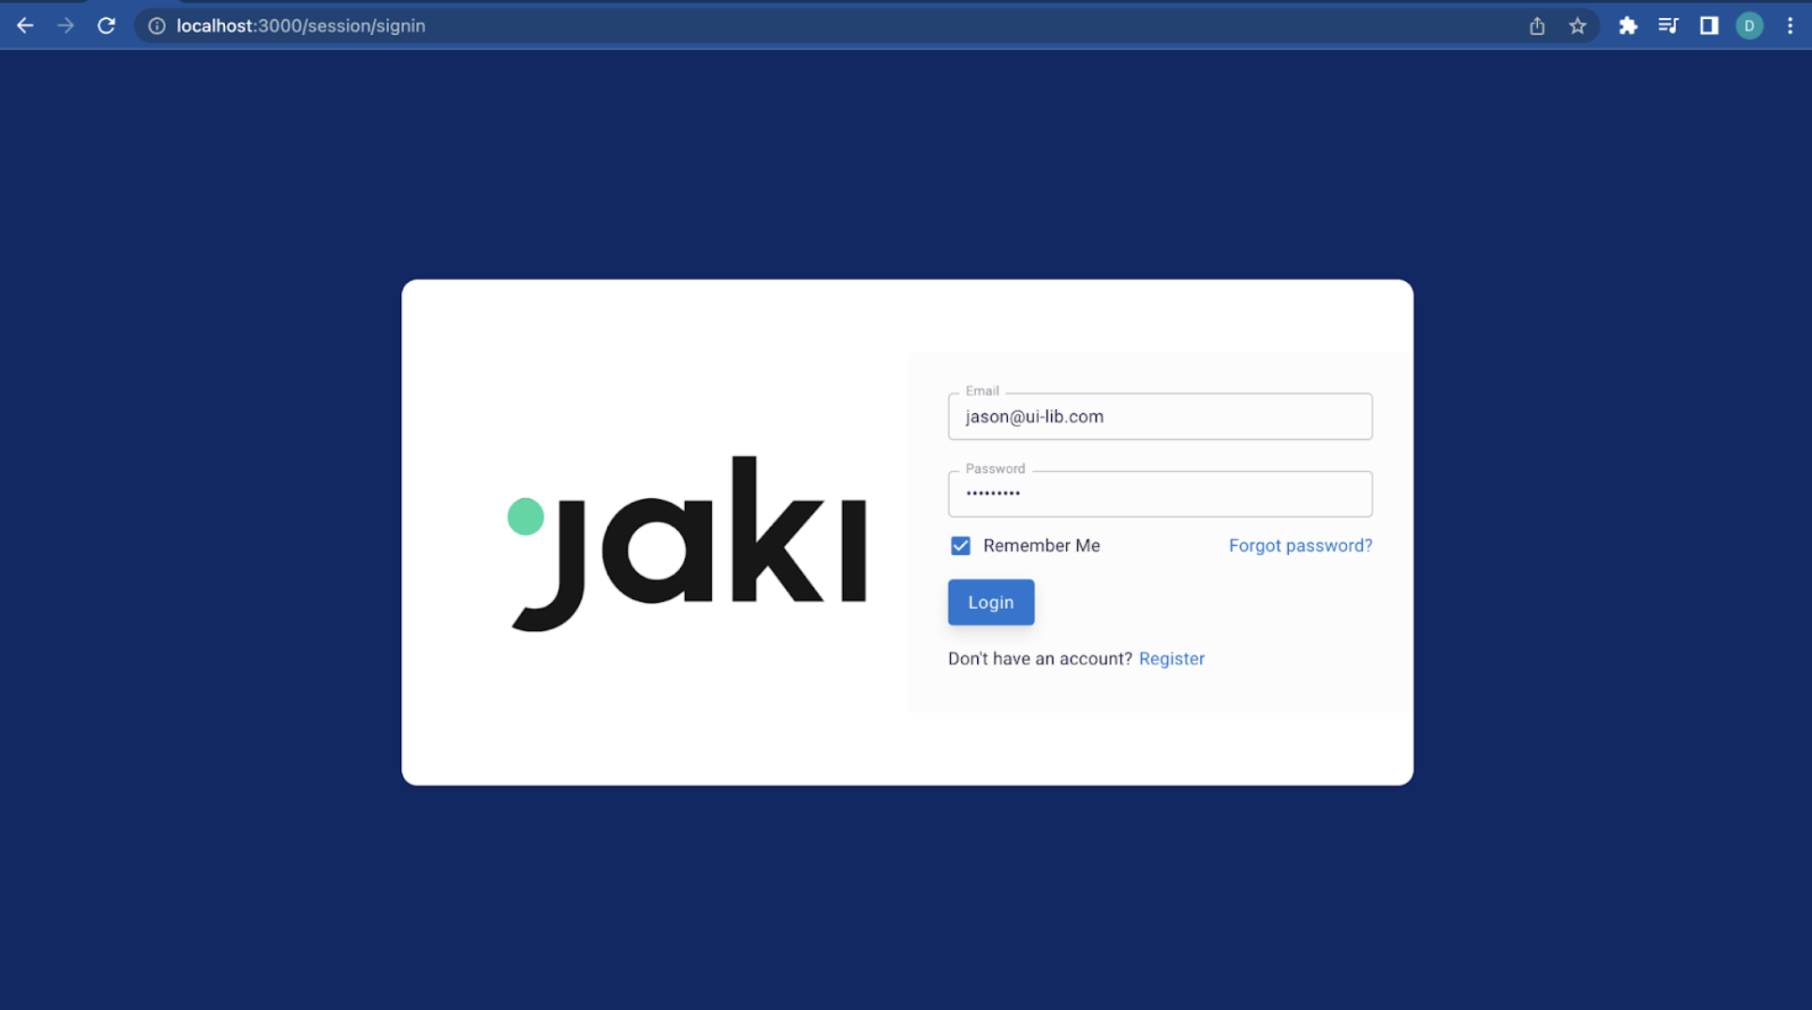 localhost:3000/session/signin
D
jakı
Email
jason@ui-lib.com
Password
•••••••••
Remember Me
Forgot password?
Login
Don't have an account? Register